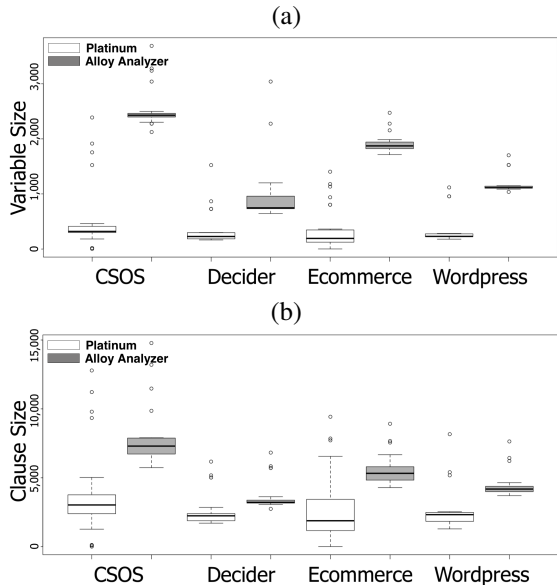 (a)
Platinum
Alloy Analyzer
Variable Size
3,000
2,000
1,000
0
CSOS Decider Ecommerce Wordpress
(b)
Platinum
Alloy Analyzer
Clause Size
15,000
10,000
5,000
0
CSOS Decider Ecommerce Wordpress